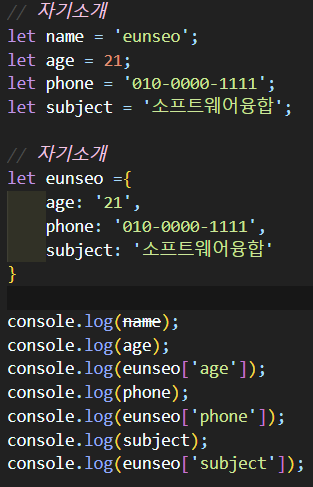 // 자기소개
let name = 'eunseo';
let age = 21;
let phone = '010-0000-1111';
let subject = '소프트웨어융합';

// 자기소개
let eunseo ={
    age: '21',
    phone: '010-0000-1111',
    subject: '소프트웨어융합'
}

console.log(name);
console.log(age);
console.log(eunseo['age']);
console.log(phone);
console.log(eunseo['phone']);
console.log(subject);
console.log(eunseo['subject']);